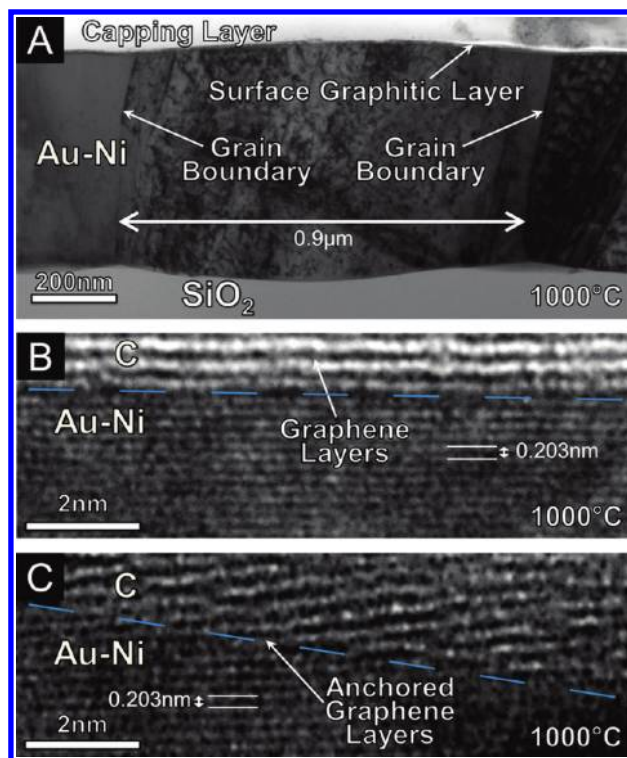 A
Capping Layer
Surface Graphitic Layer
Au-Ni
Grain
Boundary
Grain
Boundary
0.9μm
200nm
SiO₂
1000°C
B
C
Au-Ni
Graphene
Layers
0.203nm
2nm
1000°C
C
C
Au-Ni
0.203nm
Anchored
Graphene
Layers
2nm
1000°C